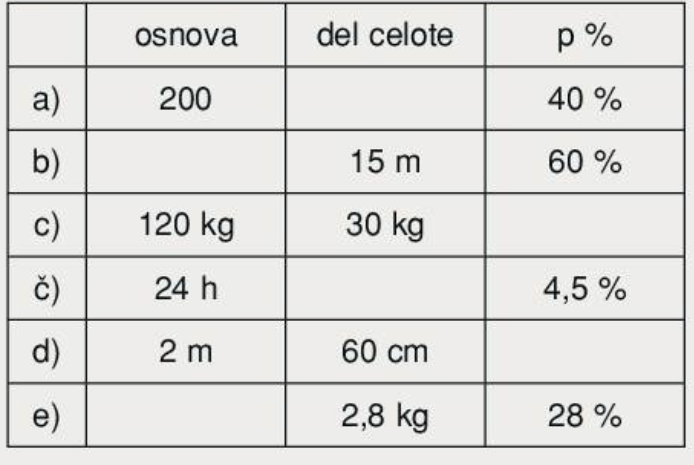 osnova del celote p %
a) 200 40 %
b) 15 m 60 %
c) 120 kg 30 kg
č) 24 h 4,5 %
d) 2 m 60 cm
e) 2,8 kg 28 %